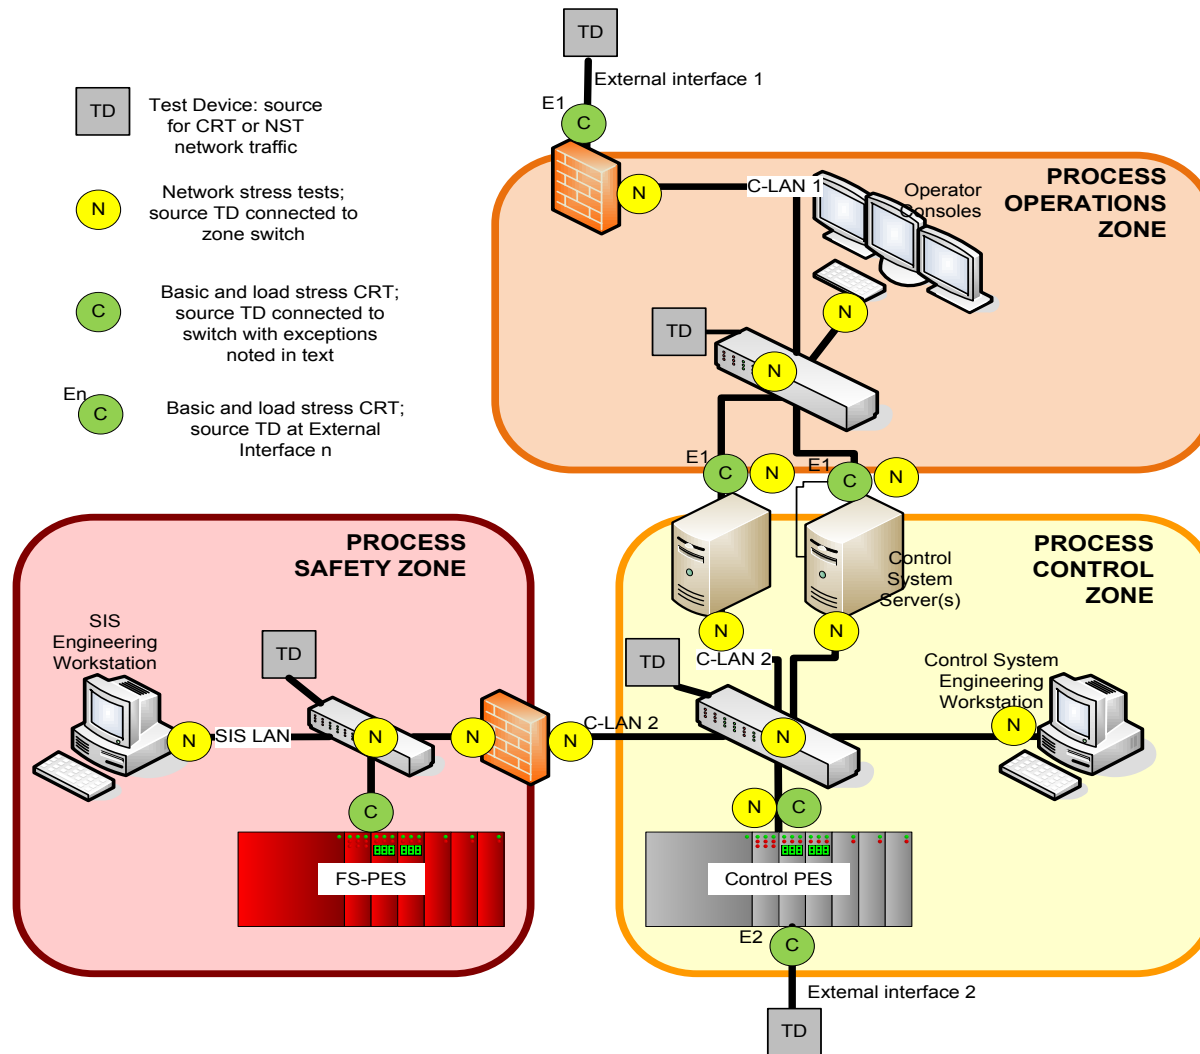 TD
External interface 1
E1
C
TD
Test Device: source
for CRT or NST
network traffic
N
Network stress tests;
source TD connected to
zone switch
C
Basic and load stress CRT;
source TD connected to
switch with exceptions
noted in text
En
C
Basic and load stress CRT;
source TD at External
Interface n
N
C-LAN 1
Operator
Consoles
PROCESS
OPERATIONS
ZONE
N
TD
N
E1
C
N
E1
C
N
PROCESS
SAFETY ZONE
PROCESS
CONTROL
ZONE
Control
System
Server(s)
N
N
SIS
Engineering
Workstation
TD
N
SIS LAN
N
N
N
C-LAN 2
C-LAN 2
TD
N
Control System
Engineering
Workstation
N
C
N
C
FS-PES
Control PES
E2
C
External interface 2
TD